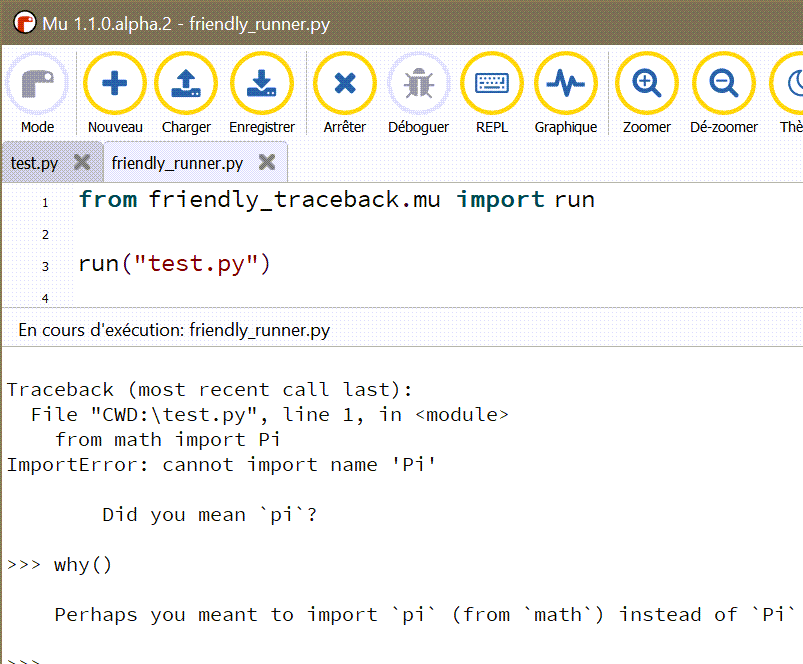 Mu 1.1.0.alpha.2 - friendly_runner.py
Mode Nouveau Charger Enregistrer Arrêter Déboguer REPL Graphique Zoomer Dé-zoomer Thè
test.py friendly_runner.py
1 from friendly_traceback.mu import run
2
3 run("test.py")
4
En cours d'exécution: friendly_runner.py
Traceback (most recent call last):
File "CWD:\test.py", line 1, in <module>
from math import Pi
ImportError: cannot import name 'Pi'
Did you mean `pi`?
>>> why()
Perhaps you meant to import `pi` (from `math`) instead of `Pi`
>>>